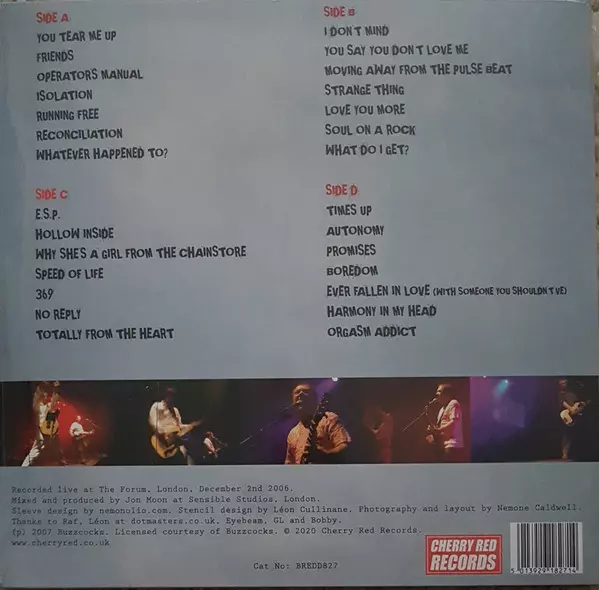 SIDE A
YOU TEAR ME UP
FRIENDS
OPERATORS MANUAL
ISOLATION
RUNNING FREE
RECONCILIATION
WHATEVER HAPPENED TO?
SIDE B
I DON'T MIND
YOU SAY YOU DON'T LOVE ME
MOVING AWAY FROM THE PULSE BEAT
STRANGE THING
LOVE YOU MORE
SOUL ON A ROCK
WHAT DO I GET?
SIDE C
E.S.P.
HOLLOW INSIDE
WHY SHE'S A GIRL FROM THE CHAINSTORE
SPEED OF LIFE
369
NO REPLY
TOTALLY FROM THE HEART
SIDE D
TIMES UP
AUTONOMY
PROMISES
BOREDOM
EVER FALLEN IN LOVE (WITH SOMEONE YOU SHOULDN'T'VE)
HARMONY IN MY HEAD
ORGASM ADDICT
Recorded live at The Forum, London, December 2nd 2006.
Mixed and produced by Jon Moon at Sensible Studios, London.
Sleeve design by nemonolio.com. Stencil design by Léon Cullinane. Photography and layout by Nemone Caldwell.
Thanks to Raf, Léon at dotmasters.co.uk, Eyebeam, GL and Bobby.
(p) 2007 Buzzcocks. Licensed courtesy of Buzzcocks. © 2020 Cherry Red Records.
www.cherryred.co.uk
Cat No: BREDD827
CHERRY RED
RECORDS
5 013929 182714